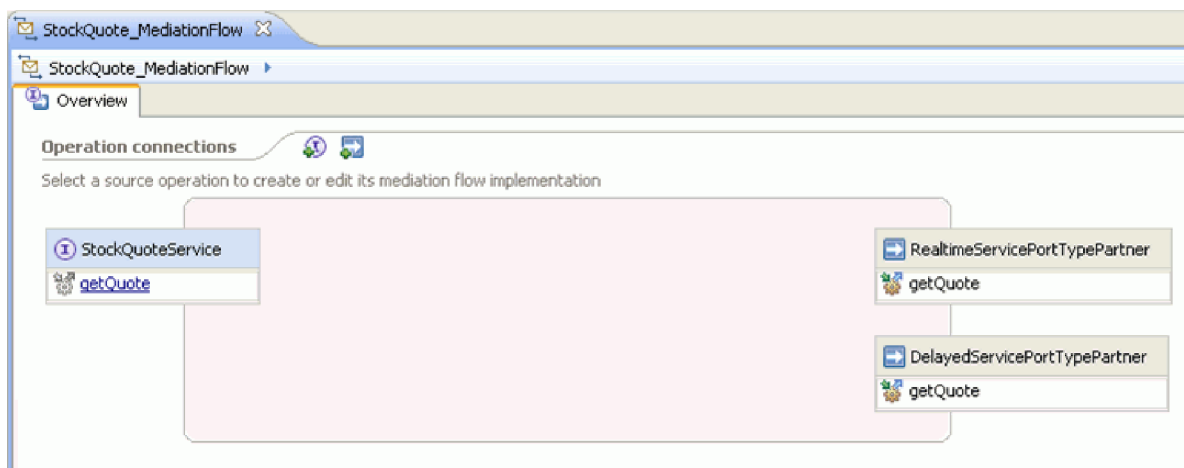 StockQuote_MediationFlow
StockQuote_MediationFlow
Overview
Operation connections
Select a source operation to create or edit its mediation flow implementation
StockQuoteService
getQuote
RealtimeServicePortTypePartner
getQuote
DelayedServicePortTypePartner
getQuote